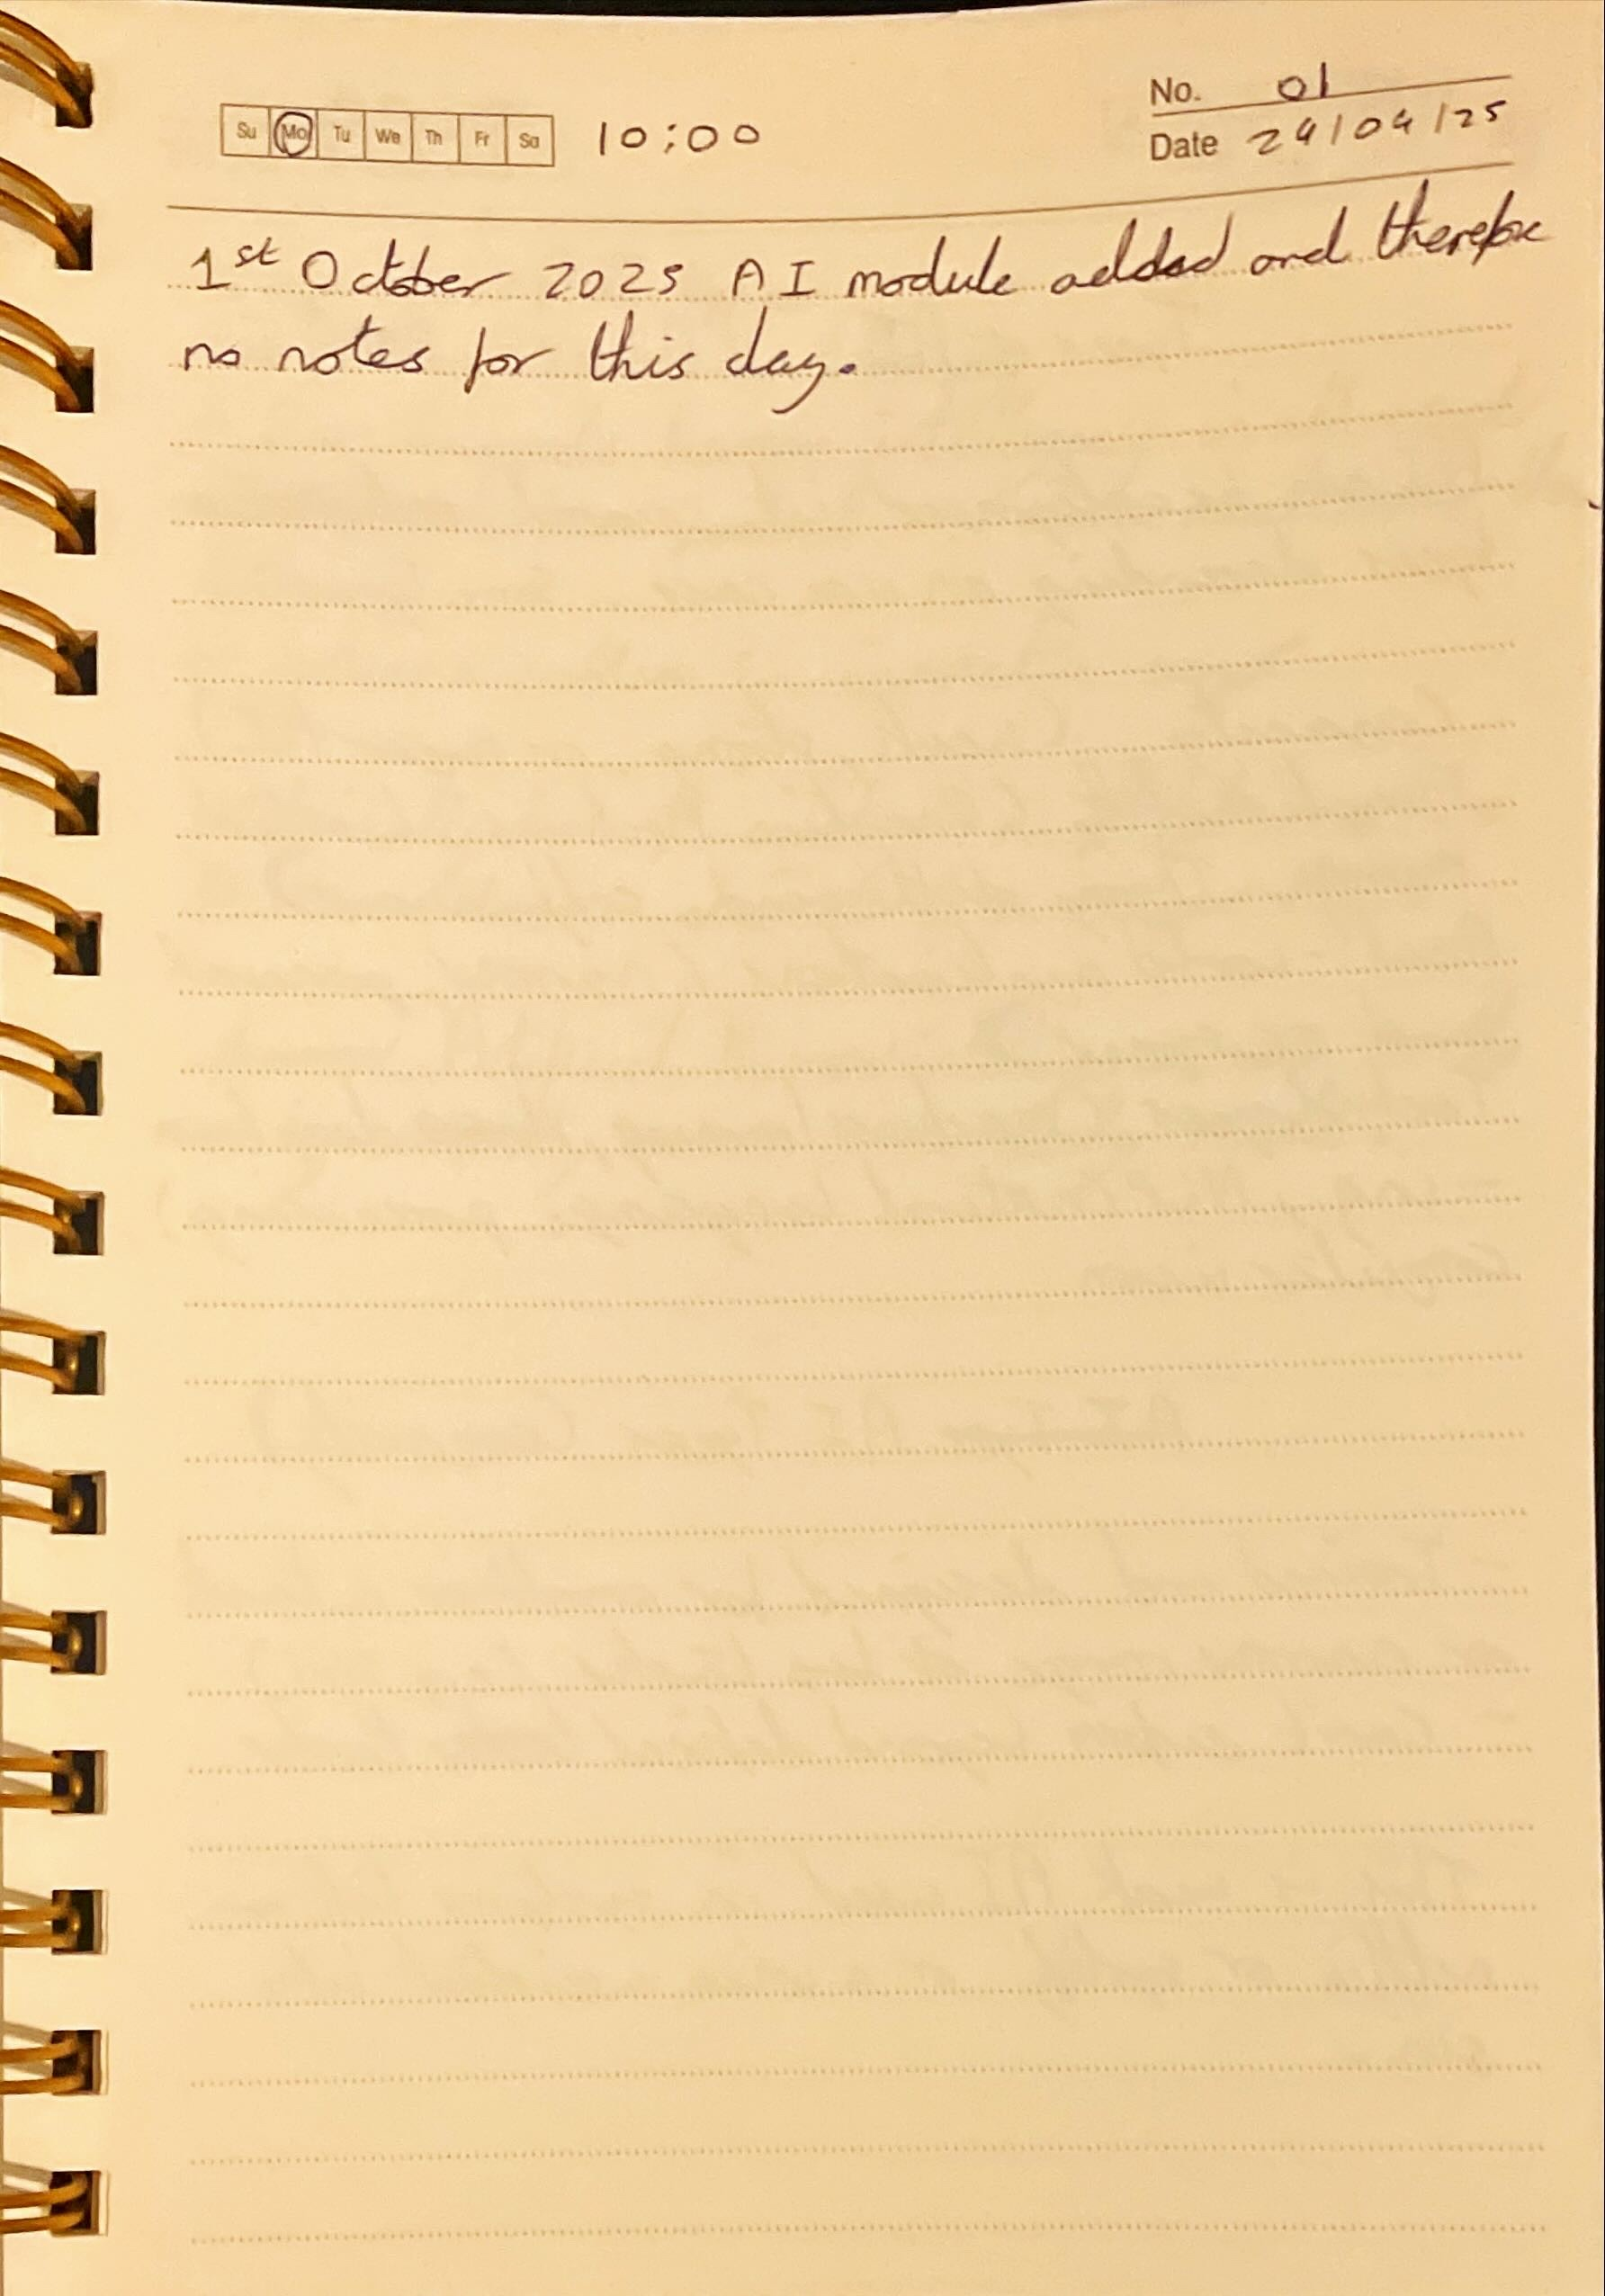 No. 01
Su Mo Tu We Th Fr Sa 10:00
Date 24/04/25
1st October 2025 AI module added and therefore
no notes for this day.